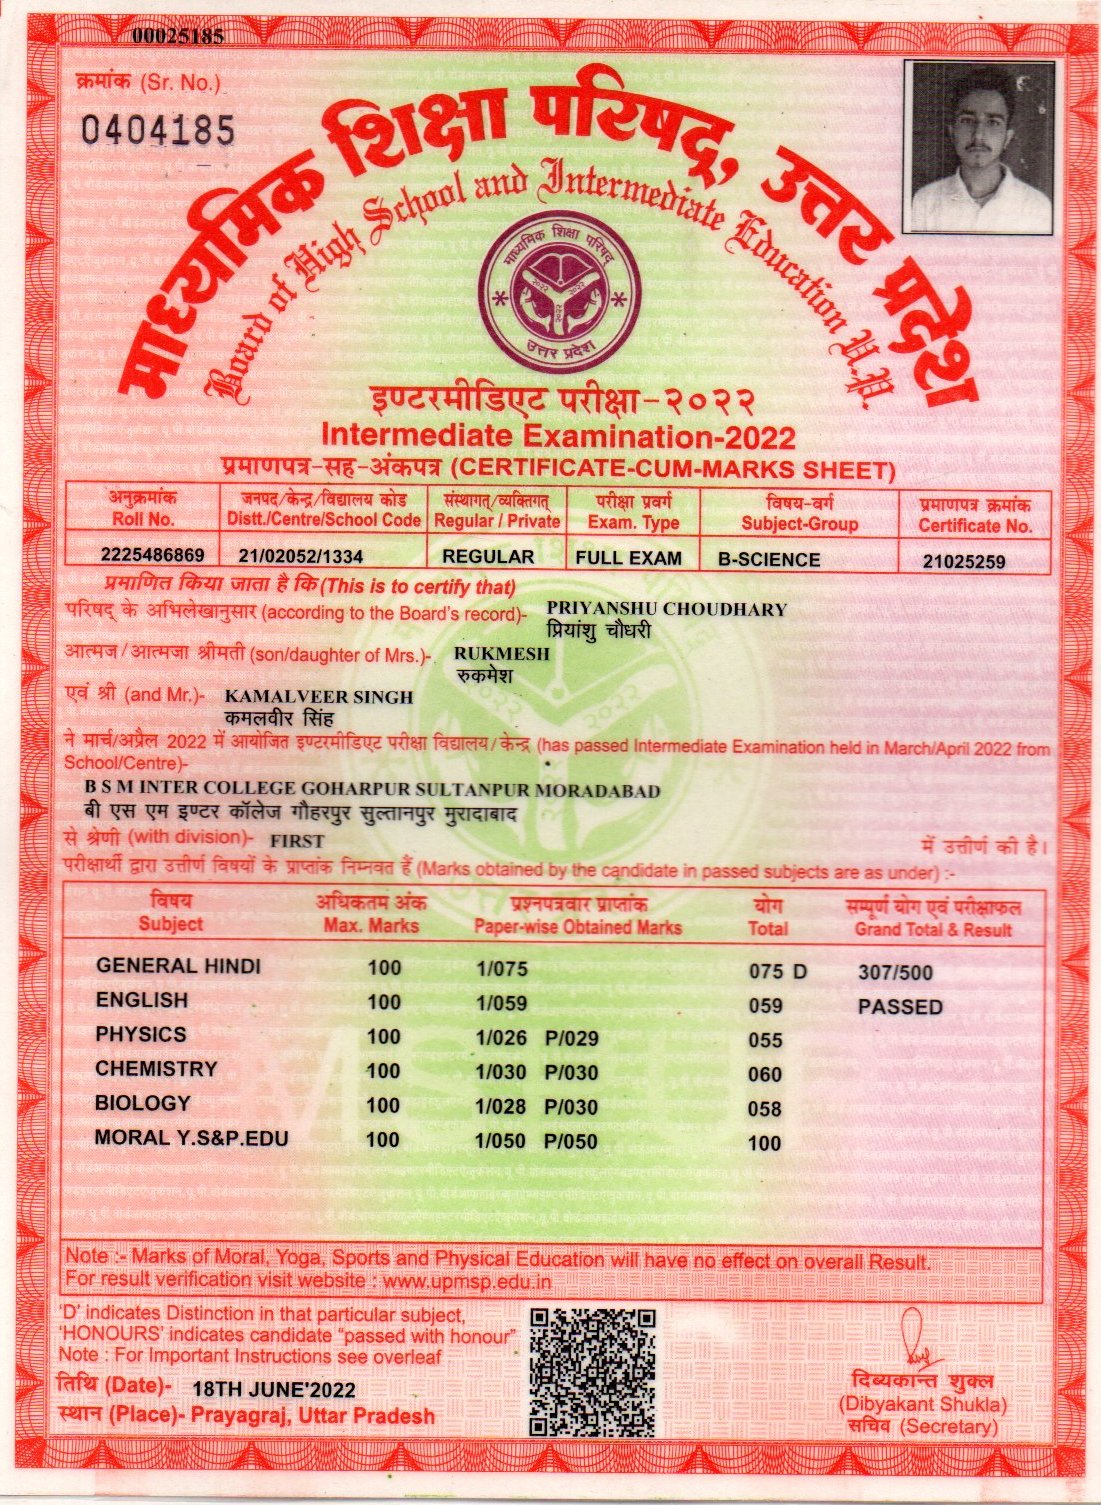 00025185
क्रमांक (Sr. No.)
0404185
माध्यमिक शिक्षा परिषद्, उत्तर प्रदेश
Board of High School and Intermediate Education U.P.
माध्यमिक शिक्षा परिषद्
उत्तर प्रदेश
इण्टरमीडिएट परीक्षा-२०२२
Intermediate Examination-2022
प्रमाणपत्र-सह-अंकपत्र (CERTIFICATE-CUM-MARKS SHEET)
अनुक्रमांक जनपद/केन्द्र/विद्यालय कोड संस्थागत्/व्यक्तिगत् परीक्षा प्रवर्ग विषय-वर्ग प्रमाणपत्र क्रमांक
Roll No. Distt./Centre/School Code Regular / Private Exam. Type Subject-Group Certificate No.
2225486869 21/02052/1334 REGULAR FULL EXAM B-SCIENCE 21025259
प्रमाणित किया जाता है कि (This is to certify that)
परिषद् के अभिलेखानुसार (according to the Board's record)- PRIYANSHU CHOUDHARY
प्रियांशु चौधरी
आत्मज/आत्मजा श्रीमती (son/daughter of Mrs.)- RUKMESH
रुकमेश
एवं श्री (and Mr.)- KAMALVEER SINGH
कमलवीर सिंह
ने मार्च/अप्रैल 2022 में आयोजित इण्टरमीडिएट परीक्षा विद्यालय/केन्द्र (has passed Intermediate Examination held in March/April 2022 from
School/Centre)-
B S M INTER COLLEGE GOHARPUR SULTANPUR MORADABAD
बी एस एम इण्टर कॉलेज गौहरपुर सुल्तानपुर मुरादाबाद
से श्रेणी (with division)- FIRST में उत्तीर्ण की है।
परीक्षार्थी द्वारा उत्तीर्ण विषयों के प्राप्तांक निम्नवत हैं (Marks obtained by the candidate in passed subjects are as under) :-
विषय अधिकतम अंक प्रश्नपत्रवार प्राप्तांक योग सम्पूर्ण योग एवं परीक्षाफल
Subject Max. Marks Paper-wise Obtained Marks Total Grand Total & Result
GENERAL HINDI 100 1/075 075 D 307/500
ENGLISH 100 1/059 059 PASSED
PHYSICS 100 1/026 P/029 055
CHEMISTRY 100 1/030 P/030 060
BIOLOGY 100 1/028 P/030 058
MORAL Y.S&P.EDU 100 1/050 P/050 100
Note :- Marks of Moral, Yoga, Sports and Physical Education will have no effect on overall Result.
For result verification visit website : www.upmsp.edu.in
'D' indicates Distinction in that particular subject,
'HONOURS' indicates candidate "passed with honour"
Note : For Important Instructions see overleaf
तिथि (Date)- 18TH JUNE'2022
स्थान (Place)- Prayagraj, Uttar Pradesh
दिब्यकान्त शुक्ल
(Dibyakant Shukla)
सचिव (Secretary)